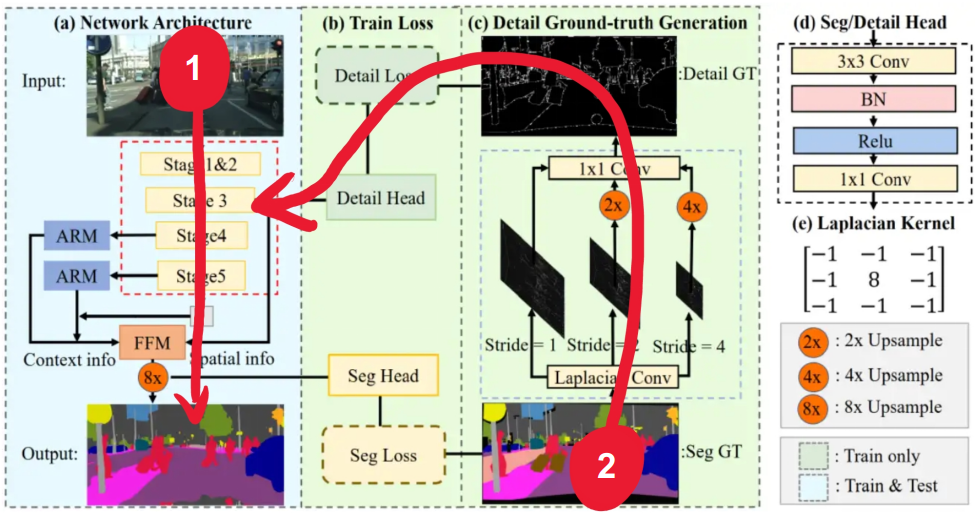 (a) Network Architecture
Input:
1
Stage 1&2
Stage 3
Stage4
Stage5
ARM
ARM
FFM
Context info
Spatial info
8x
Output:
(b) Train Loss
Detail Loss
Detail Head
Seg Head
Seg Loss
(c) Detail Ground-truth Generation
:Detail GT
1x1 Conv
2x
4x
Stride = 1
Stride = 2
Stride = 4
Laplacian Conv
2
:Seg GT
(d) Seg/Detail Head
3x3 Conv
BN
Relu
1x1 Conv
(e) Laplacian Kernel
−1 −1 −1
−1 8 −1
−1 −1 −1
2x : 2x Upsample
4x : 4x Upsample
8x : 8x Upsample
: Train only
: Train & Test